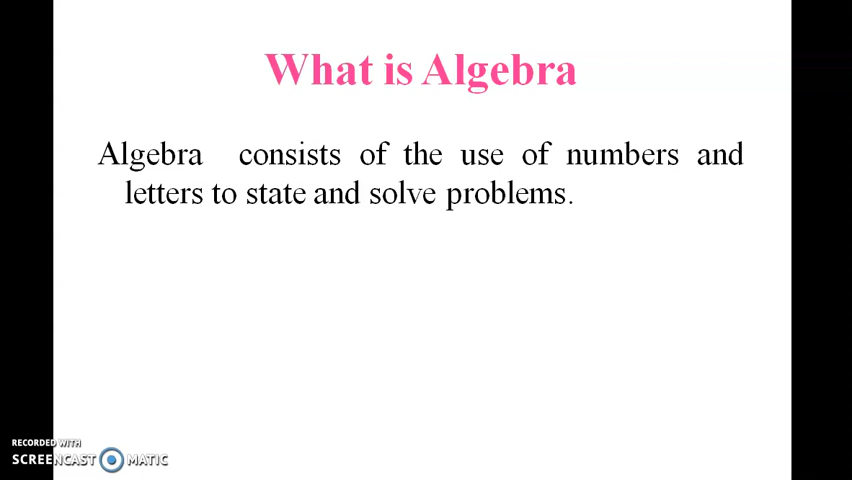 What is Algebra
Algebra consists of the use of numbers and
letters to state and solve problems.
RECORDED WITH
SCREENCAST MATIC